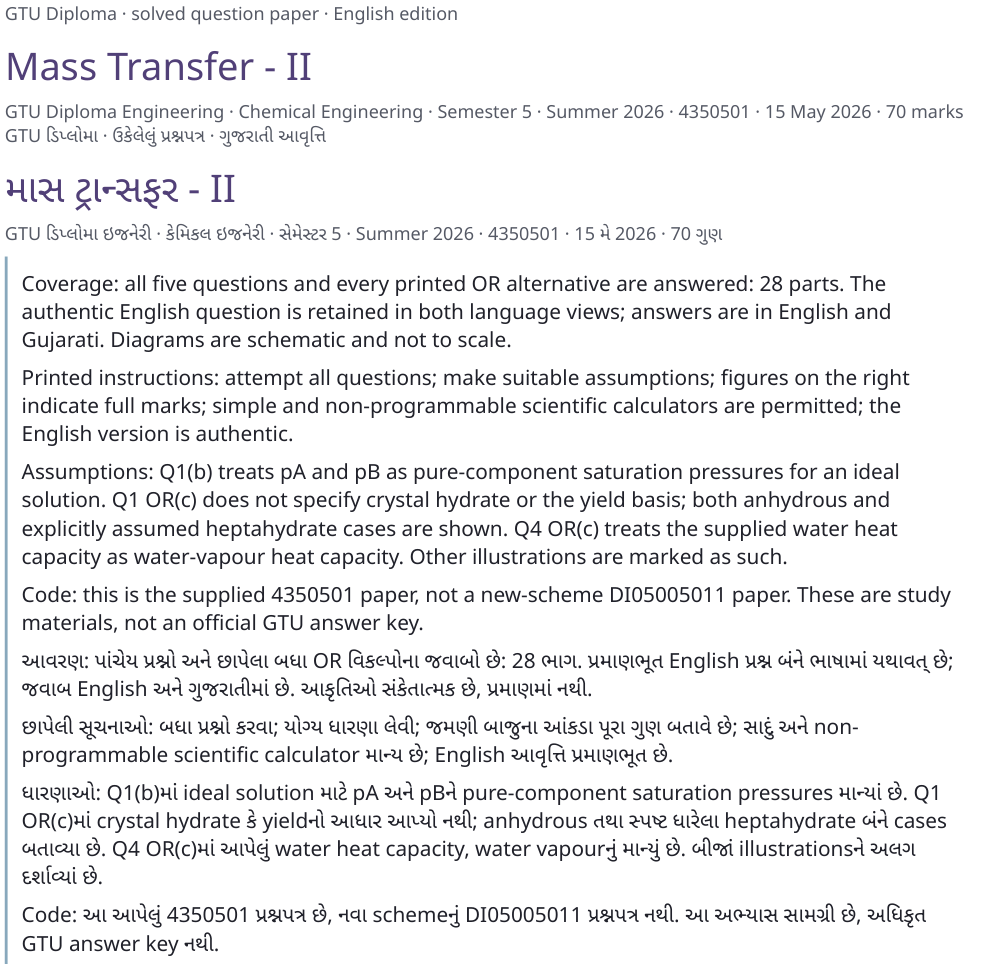 GTU Diploma · solved question paper · English edition
Mass Transfer - II
GTU Diploma Engineering · Chemical Engineering · Semester 5 · Summer 2026 · 4350501 · 15 May 2026 · 70 marks
GTU ડિપ્લોમા · ઉકેલેલું પ્રશ્નપત્ર · ગુજરાતી આવૃત્તિ
માસ ટ્રાન્સફર - II
GTU ડિપ્લોમા ઇજનેરી · કેમિકલ ઇજનેરી · સેમેસ્ટર 5 · Summer 2026 · 4350501 · 15 મે 2026 · 70 ગુણ
Coverage: all five questions and every printed OR alternative are answered: 28 parts. The
authentic English question is retained in both language views; answers are in English and
Gujarati. Diagrams are schematic and not to scale.
Printed instructions: attempt all questions; make suitable assumptions; figures on the right
indicate full marks; simple and non-programmable scientific calculators are permitted; the
English version is authentic.
Assumptions: Q1(b) treats pA and pB as pure-component saturation pressures for an ideal
solution. Q1 OR(c) does not specify crystal hydrate or the yield basis; both anhydrous and
explicitly assumed heptahydrate cases are shown. Q4 OR(c) treats the supplied water heat
capacity as water-vapour heat capacity. Other illustrations are marked as such.
Code: this is the supplied 4350501 paper, not a new-scheme DI05005011 paper. These are study
materials, not an official GTU answer key.
આવરણ: પાંચેય પ્રશ્નો અને છાપેલા બધા OR વિકલ્પોના જવાબો છે: 28 ભાગ. પ્રમાણભૂત English પ્રશ્ન બંને ભાષામાં યથાવત્ છે;
જવાબ English અને ગુજરાતીમાં છે. આકૃતિઓ સંકેતાત્મક છે, પ્રમાણમાં નથી.
છાપેલી સૂચનાઓ: બધા પ્રશ્નો કરવા; યોગ્ય ધારણા લેવી; જમણી બાજુના આંકડા પૂરા ગુણ બતાવે છે; સાદું અને non-
programmable scientific calculator માન્ય છે; English આવૃત્તિ પ્રમાણભૂત છે.
ધારણાઓ: Q1(b)માં ideal solution માટે pA અને pBને pure-component saturation pressures માન્યાં છે. Q1
OR(c)માં crystal hydrate કે yieldનો આધાર આપ્યો નથી; anhydrous તથા સ્પષ્ટ ધારેલા heptahydrate બંને cases
બતાવ્યા છે. Q4 OR(c)માં આપેલું water heat capacity, water vapourનું માન્યું છે. બીજાં illustrationsને અલગ
દર્શાવ્યાં છે.
Code: આ આપેલું 4350501 પ્રશ્નપત્ર છે, નવા schemeનું DI05005011 પ્રશ્નપત્ર નથી. આ અભ્યાસ સામગ્રી છે, અધિકૃત
GTU answer key નથી.